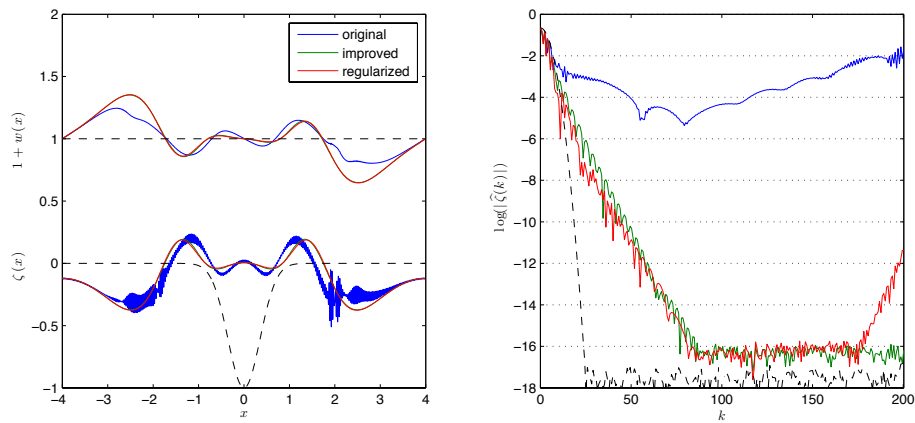 2
1.5
1
0.5
0
−0.5
−1
1 + w(x)
ζ(x)
original
improved
regularized
−4 −3 −2 −1 0 1 2 3 4
x
0
−2
−4
−6
−8
−10
−12
−14
−16
−18
log(|ζ̂(k)|)
0 50 100 150 200
k